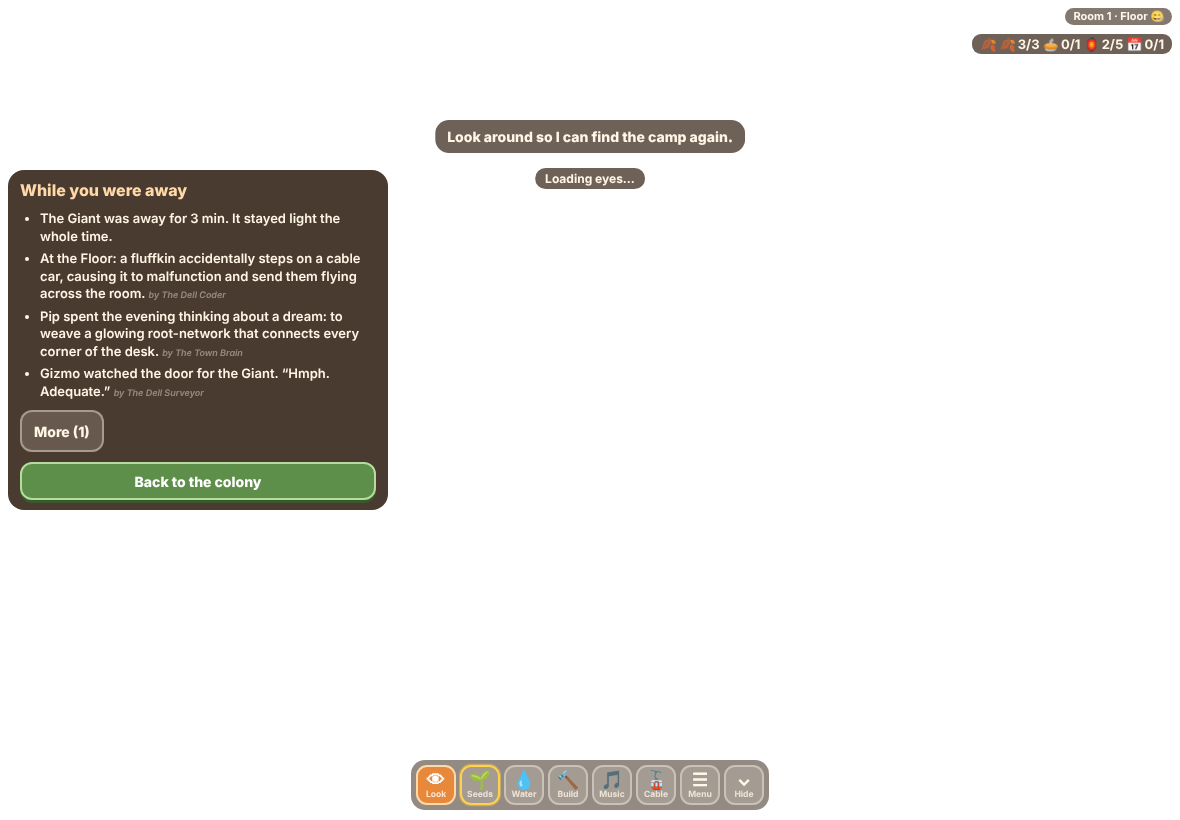 Room 1 · Floor
3/3 0/1 2/5 0/1
Look around so I can find the camp again.
Loading eyes...
While you were away
• The Giant was away for 3 min. It stayed light the
whole time.
• At the Floor: a fluffkin accidentally steps on a cable
car, causing it to malfunction and send them flying
across the room. by The Dell Coder
• Pip spent the evening thinking about a dream: to
weave a glowing root-network that connects every
corner of the desk. by The Town Brain
• Gizmo watched the door for the Giant. “Hmph.
Adequate.” by The Dell Surveyor
More (1)
Back to the colony
Look Seeds Water Build Music Cable Menu Hide